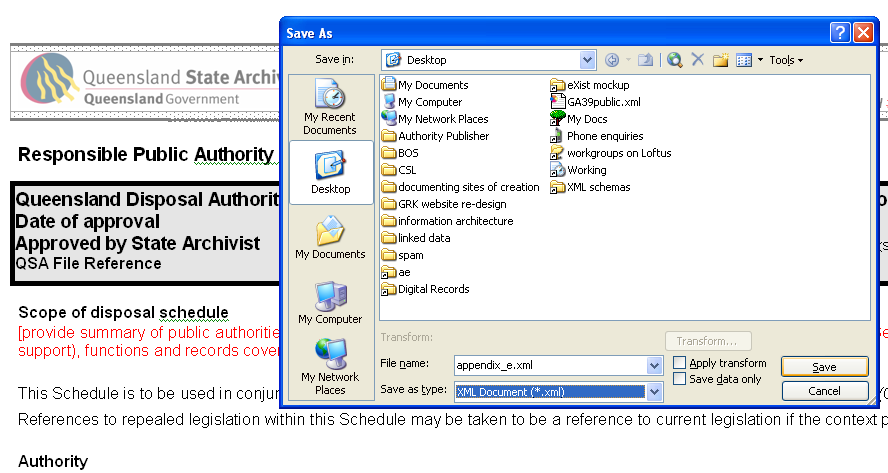 Save As
Save in:
Desktop
Tools
Queensland State Archi
Queensland Government
Responsible Public Authority
Queensland Disposal Authorit
Date of approval
Approved by State Archivist
QSA File Reference
Scope of disposal schedule
[provide summary of public authoritie
support), functions and records cover
My Recent
Documents
Desktop
My Documents
My Computer
My Network
Places
My Documents
My Computer
My Network Places
Authority Publisher
BOS
CSL
documenting sites of creation
GRK website re-design
information architecture
linked data
spam
ae
Digital Records
eXist mockup
GA39public.xml
My Docs
Phone enquiries
workgroups on Loftus
Working
XML schemas
Transform:
Transform...
File name:
appendix_e.xml
Apply transform
Save
Save as type:
XML Document (*.xml)
Save data only
Cancel
This Schedule is to be used in conjur
References to repealed legislation within this Schedule may be taken to be a reference to current legislation if the context p
Authority